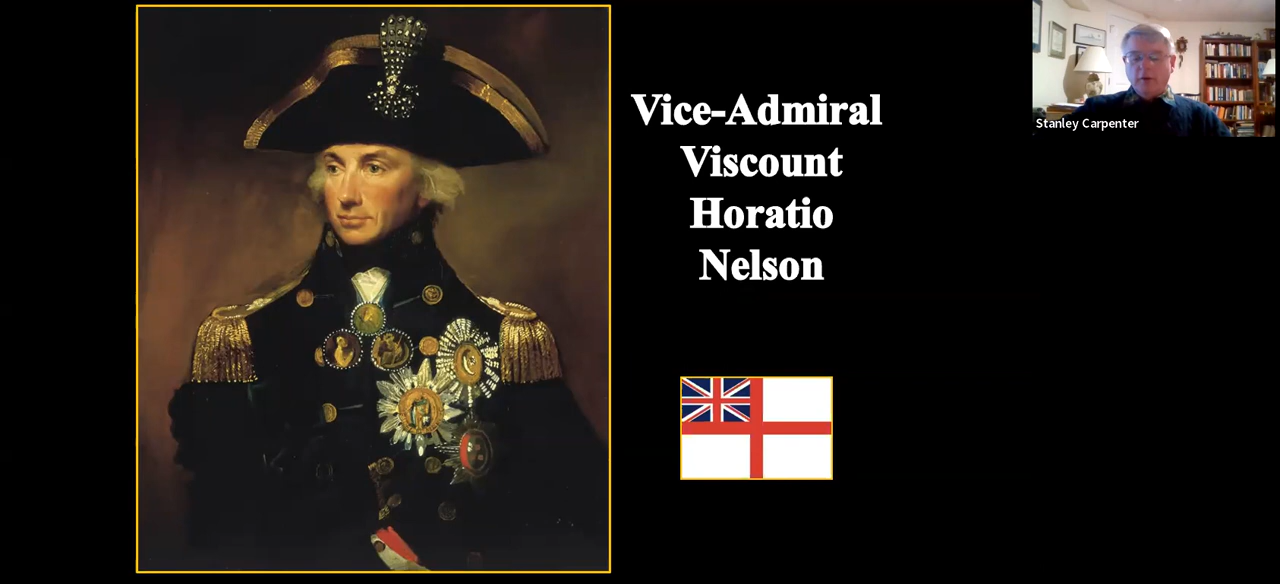 Vice-Admiral
Viscount
Horatio
Nelson
Stanley Carpenter